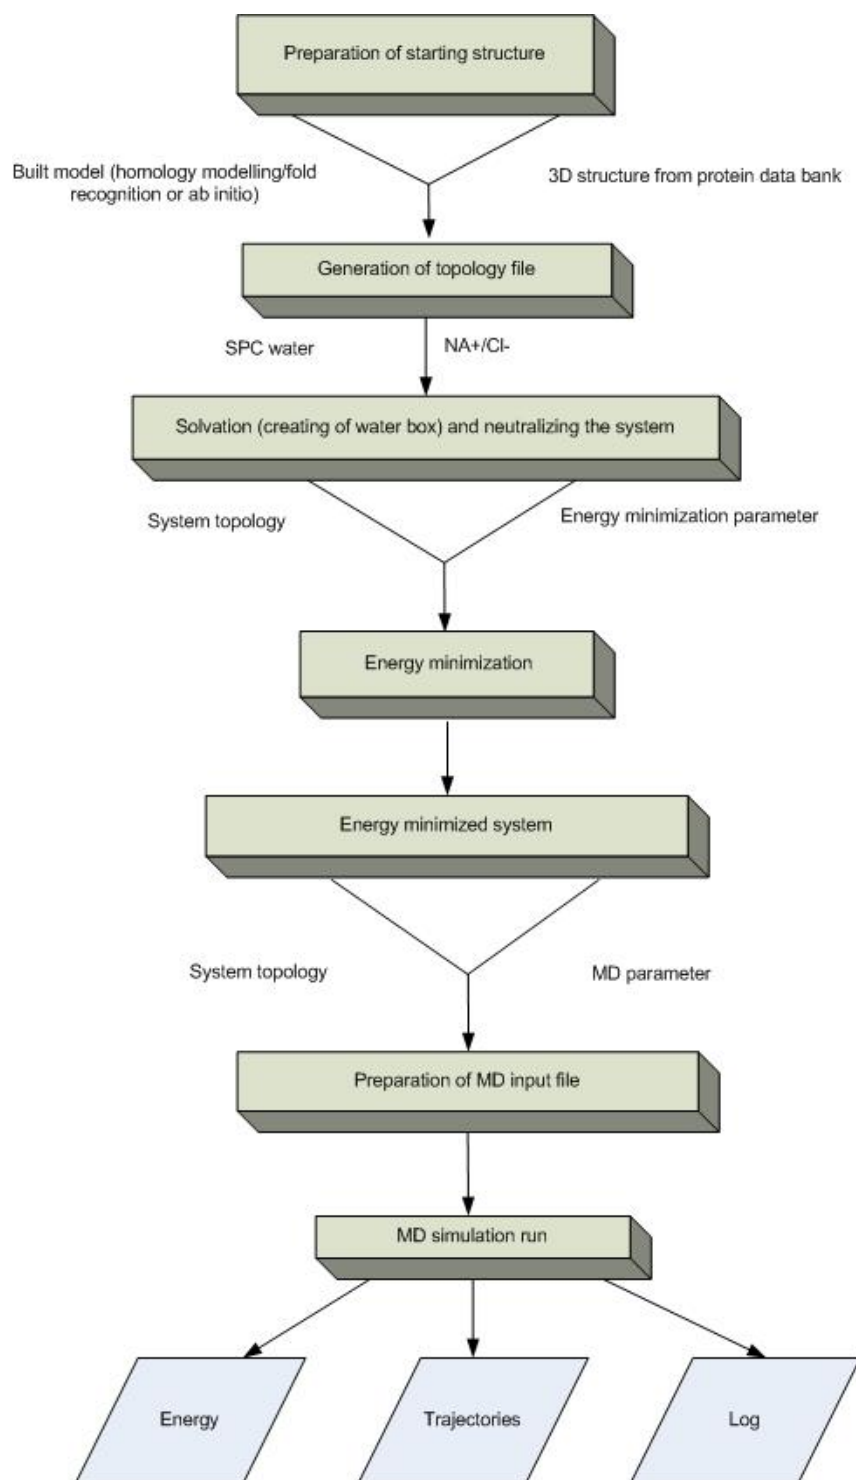 Preparation of starting structure
Built model (homology modelling/fold
recognition or ab initio)
3D structure from protein data bank
Generation of topology file
SPC water
NA+/Cl-
Solvation (creating of water box) and neutralizing the system
System topology
Energy minimization parameter
Energy minimization
Energy minimized system
System topology
MD parameter
Preparation of MD input file
MD simulation run
Energy
Trajectories
Log